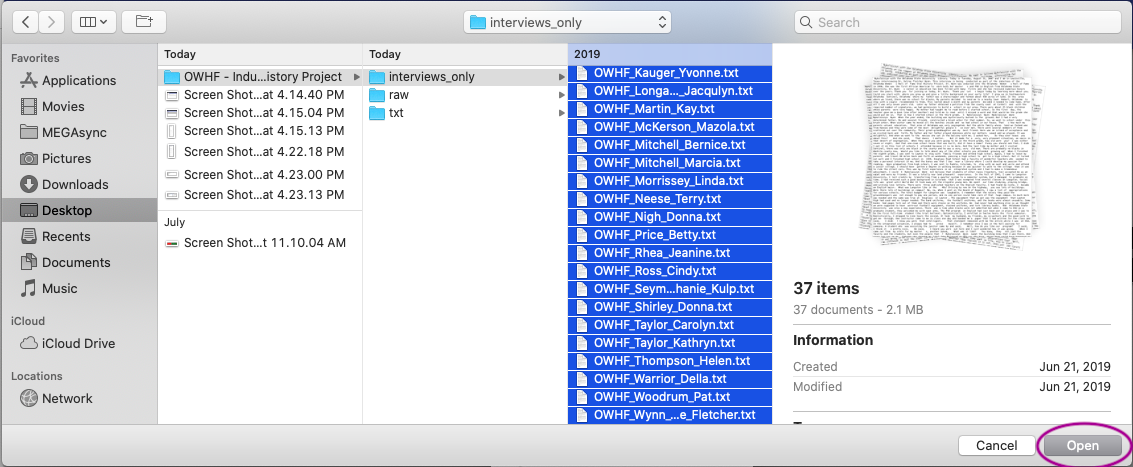 interviews_only
Search
Favorites
Applications
Movies
MEGAsync
Pictures
Downloads
Desktop
Recents
Documents
Music
iCloud
iCloud Drive
Locations
Network
Today
OWHF - Indu...istory Project
Screen Shot...at 4.14.40 PM
Screen Shot...at 4.15.04 PM
Screen Shot...at 4.15.13 PM
Screen Shot...at 4.22.18 PM
Screen Shot...at 4.23.00 PM
Screen Shot...at 4.23.13 PM
July
Screen Shot...t 11.10.04 AM
Today
interviews_only
raw
txt
2019
OWHF_Kauger_Yvonne.txt
OWHF_Longa..._Jacqulyn.txt
OWHF_Martin_Kay.txt
OWHF_McKerson_Mazola.txt
OWHF_Mitchell_Bernice.txt
OWHF_Mitchell_Marcia.txt
OWHF_Morrissey_Linda.txt
OWHF_Neese_Terry.txt
OWHF_Nigh_Donna.txt
OWHF_Price_Betty.txt
OWHF_Rhea_Jeanine.txt
OWHF_Ross_Cindy.txt
OWHF_Seym...hanie_Kulp.txt
OWHF_Shirley_Donna.txt
OWHF_Taylor_Carolyn.txt
OWHF_Taylor_Kathryn.txt
OWHF_Thompson_Helen.txt
OWHF_Warrior_Della.txt
OWHF_Woodrum_Pat.txt
OWHF_Wynn_...e_Fletcher.txt
37 items
37 documents - 2.1 MB
Information
Created Jun 21, 2019
Modified Jun 21, 2019
Cancel
Open